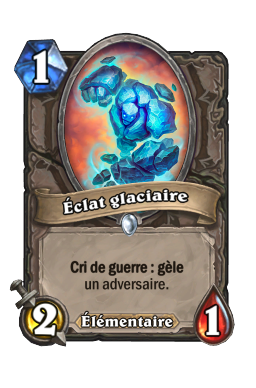 1
Éclat glaciaire
Cri de guerre : gèle
un adversaire.
2
Élémentaire
1